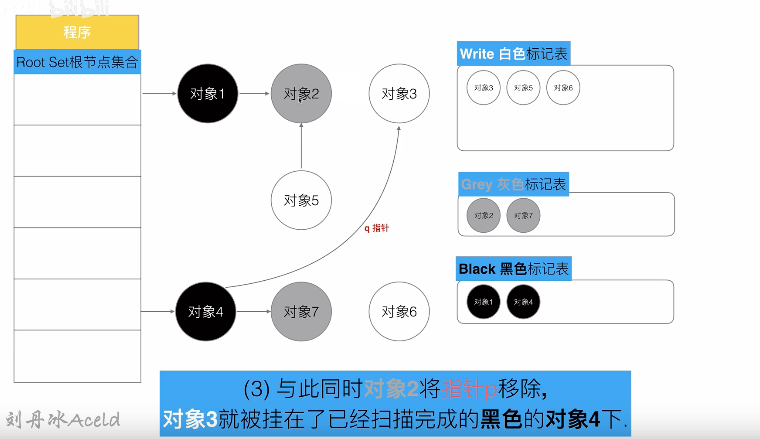 程序
Root Set根节点集合
对象1
对象2
对象3
对象5
q 指针
对象4
对象7
对象6
Write 白色标记表
对象3 对象5 对象6
Grey 灰色标记表
对象2 对象7
Black 黑色标记表
对象1 对象4
(3) 与此同时对象2将指针p移除,
对象3就被挂在了已经扫描完成的黑色的对象4下.
刘丹冰Aceld